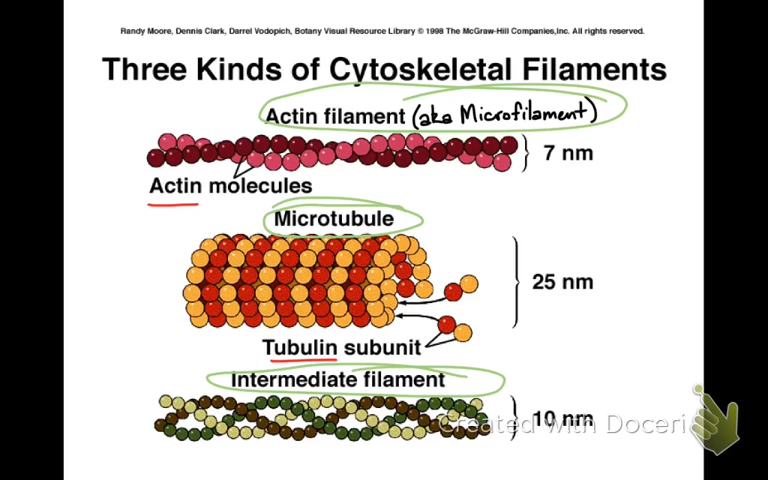 Randy Moore, Dennis Clark, Darrel Vodopich, Botany Visual Resource Library © 1998 The McGraw-Hill Companies,Inc. All rights reserved.
Three Kinds of Cytoskeletal Filaments
Actin filament (aka Microfilament)
7 nm
Actin molecules
Microtubule
25 nm
Tubulin subunit
Intermediate filament
10 nm
Created with Doceri